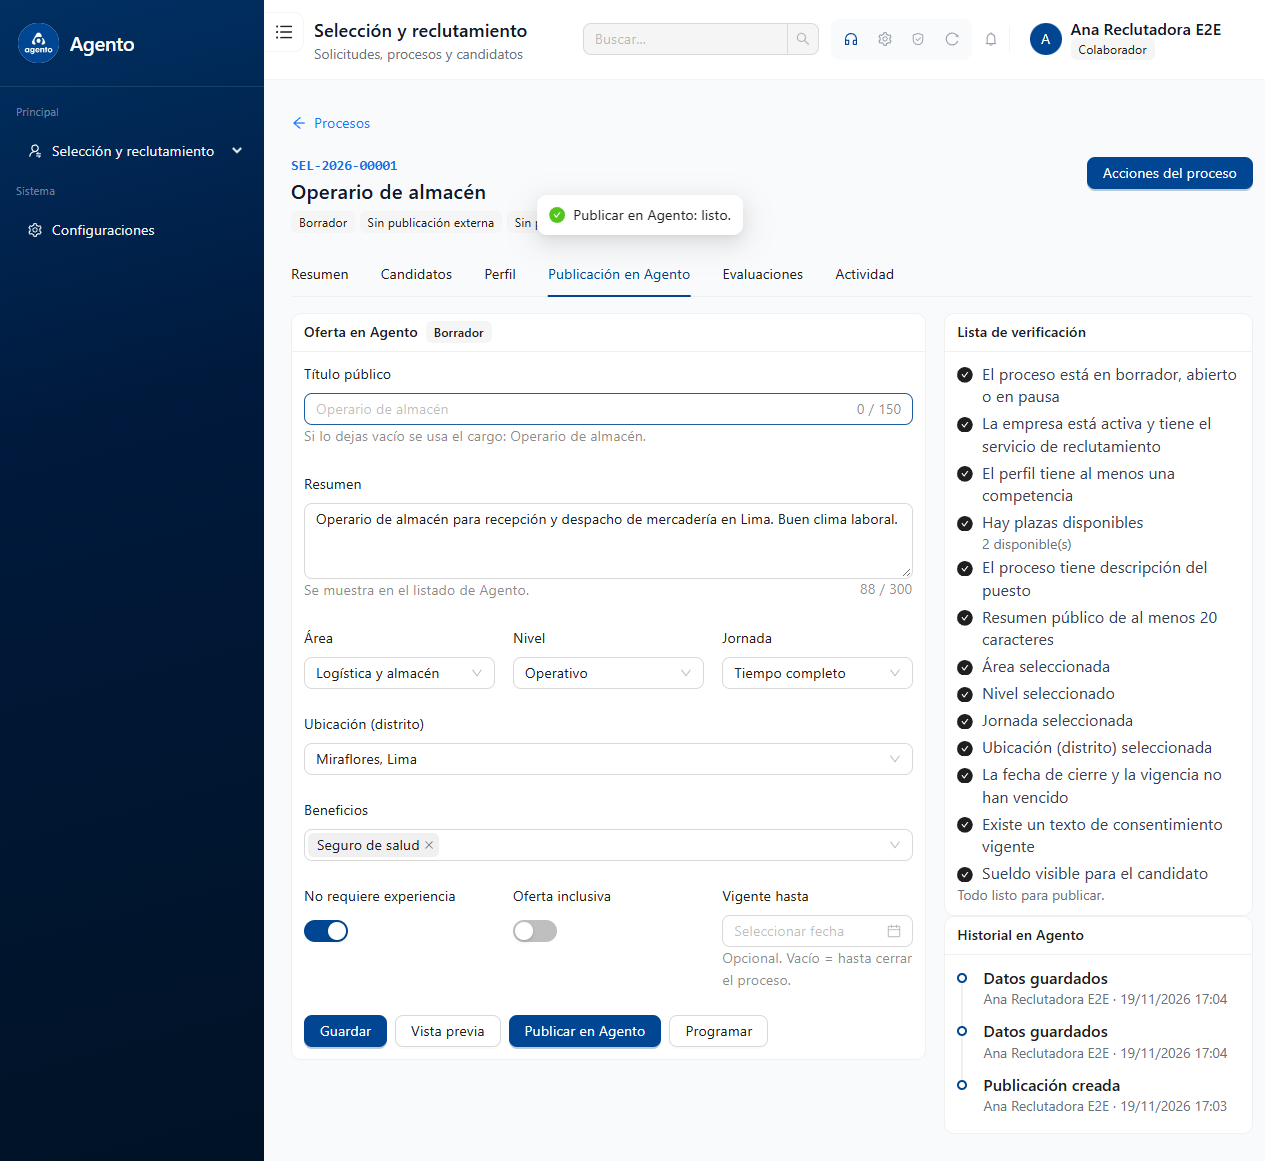 agento
Agento
Principal
Selección y reclutamiento
Sistema
Configuraciones
Selección y reclutamiento
Solicitudes, procesos y candidatos
Buscar...
A
Ana Reclutadora E2E
Colaborador
Procesos
SEL-2026-00001
Operario de almacén
Acciones del proceso
Borrador
Sin publicación externa
Sin
Publicar en Agento: listo.
Resumen
Candidatos
Perfil
Publicación en Agento
Evaluaciones
Actividad
Oferta en Agento
Borrador
Título público
Operario de almacén
0 / 150
Si lo dejas vacío se usa el cargo: Operario de almacén.
Resumen
Operario de almacén para recepción y despacho de mercadería en Lima. Buen clima laboral.
Se muestra en el listado de Agento.
88 / 300
Área
Nivel
Jornada
Logística y almacén
Operativo
Tiempo completo
Ubicación (distrito)
Miraflores, Lima
Beneficios
Seguro de salud
No requiere experiencia
Oferta inclusiva
Vigente hasta
Seleccionar fecha
Opcional. Vacío = hasta cerrar
el proceso.
Guardar
Vista previa
Publicar en Agento
Programar
Lista de verificación
El proceso está en borrador, abierto
o en pausa
La empresa está activa y tiene el
servicio de reclutamiento
El perfil tiene al menos una
competencia
Hay plazas disponibles
2 disponible(s)
El proceso tiene descripción del
puesto
Resumen público de al menos 20
caracteres
Área seleccionada
Nivel seleccionado
Jornada seleccionada
Ubicación (distrito) seleccionada
La fecha de cierre y la vigencia no
han vencido
Existe un texto de consentimiento
vigente
Sueldo visible para el candidato
Todo listo para publicar.
Historial en Agento
Datos guardados
Ana Reclutadora E2E · 19/11/2026 17:04
Datos guardados
Ana Reclutadora E2E · 19/11/2026 17:04
Publicación creada
Ana Reclutadora E2E · 19/11/2026 17:03